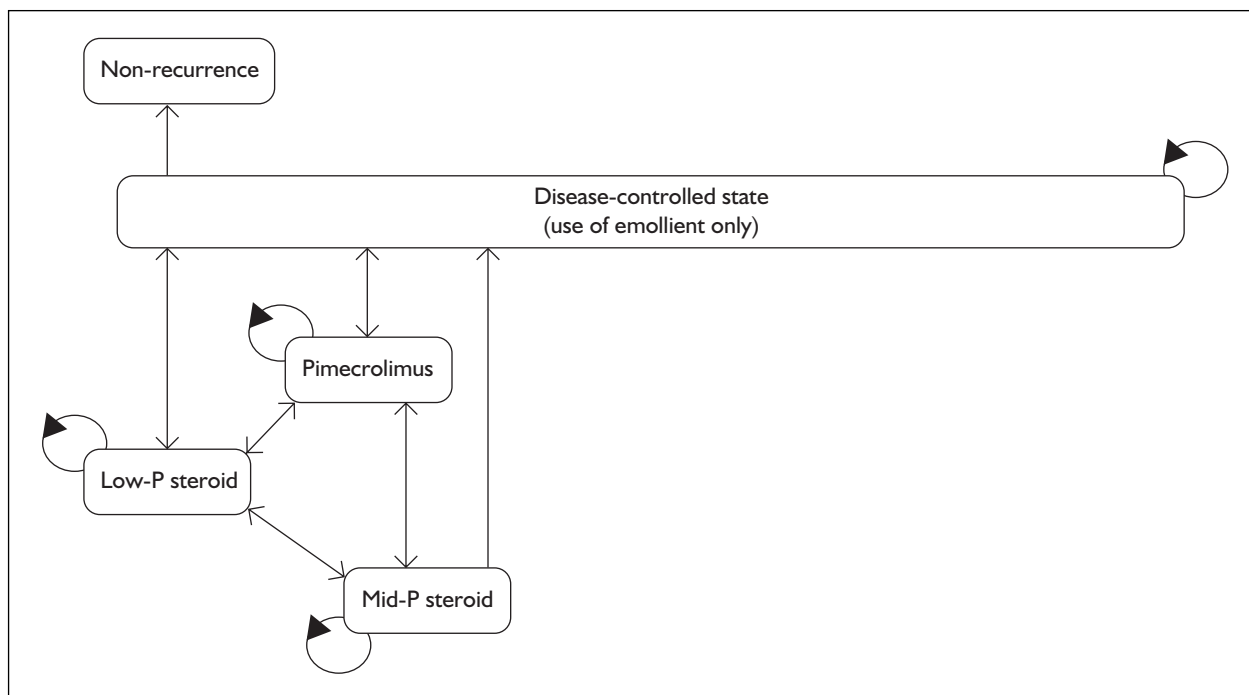 Non-recurrence
Disease-controlled state
(use of emollient only)
Pimecrolimus
Low-P steroid
Mid-P steroid